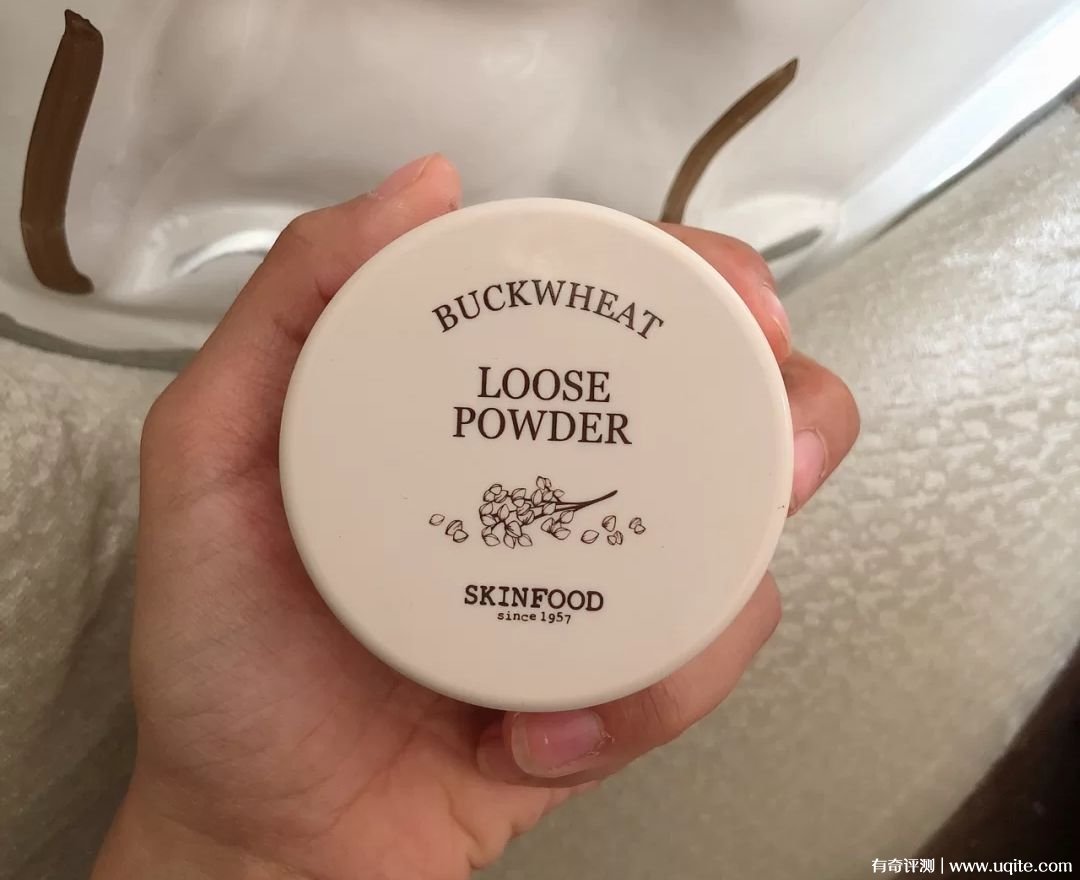 BUCKWHEAT
LOOSE
POWDER
SKINFOOD
since 1957
有奇评测 | www.uqite.com